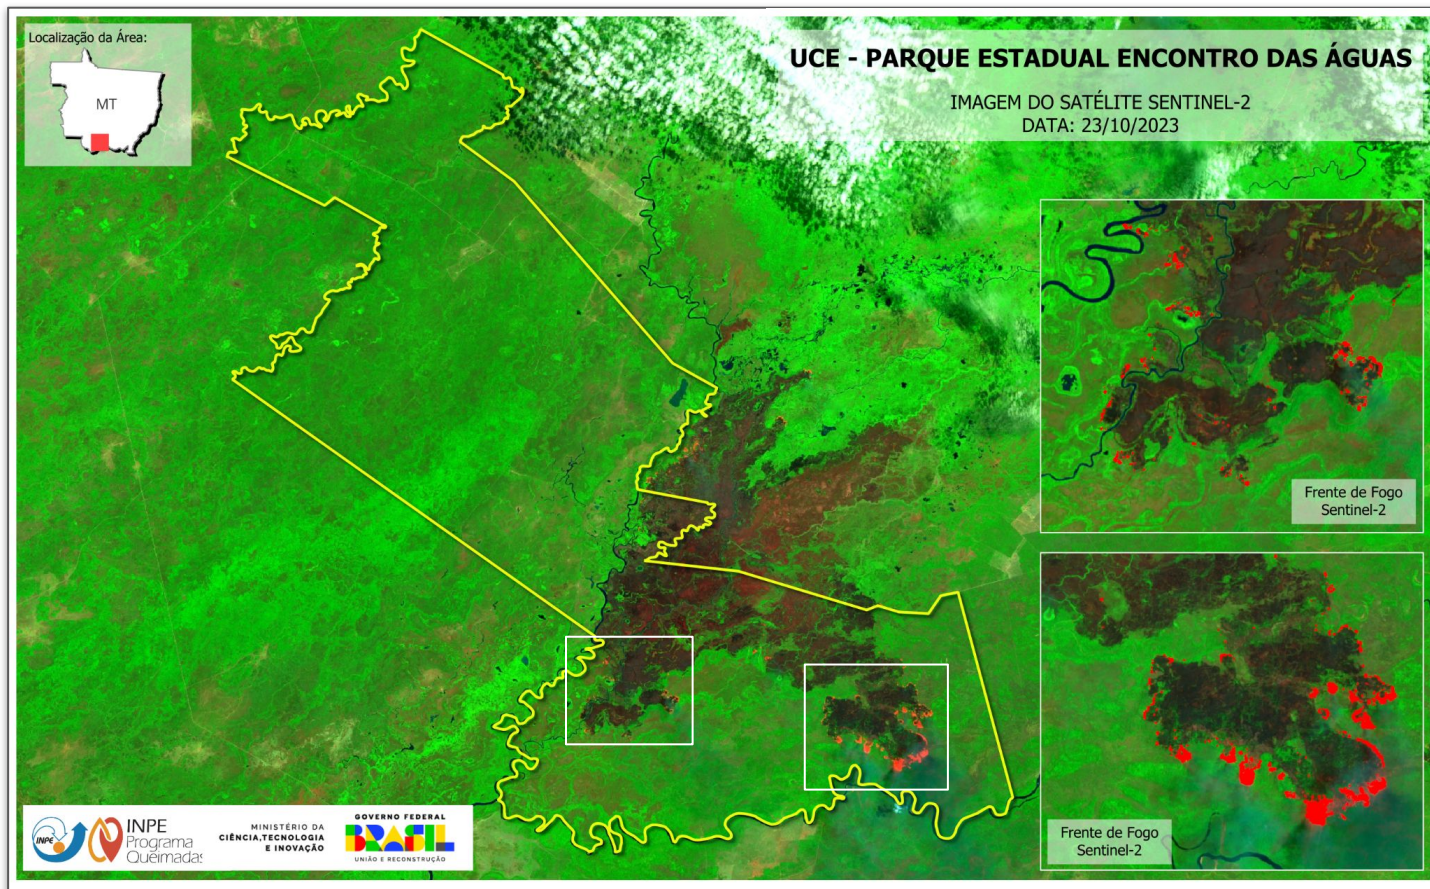 Localização da Área:
MT
UCE - PARQUE ESTADUAL ENCONTRO DAS ÁGUAS
IMAGEM DO SATÉLITE SENTINEL-2
DATA: 23/10/2023
Frente de Fogo
Sentinel-2
Frente de Fogo
Sentinel-2
INPE
INPE
Programa
Queimadas
MINISTÉRIO DA
CIÊNCIA,TECNOLOGIA
E INOVAÇÃO
GOVERNO FEDERAL
BRASIL
UNIÃO E RECONSTRUÇÃO